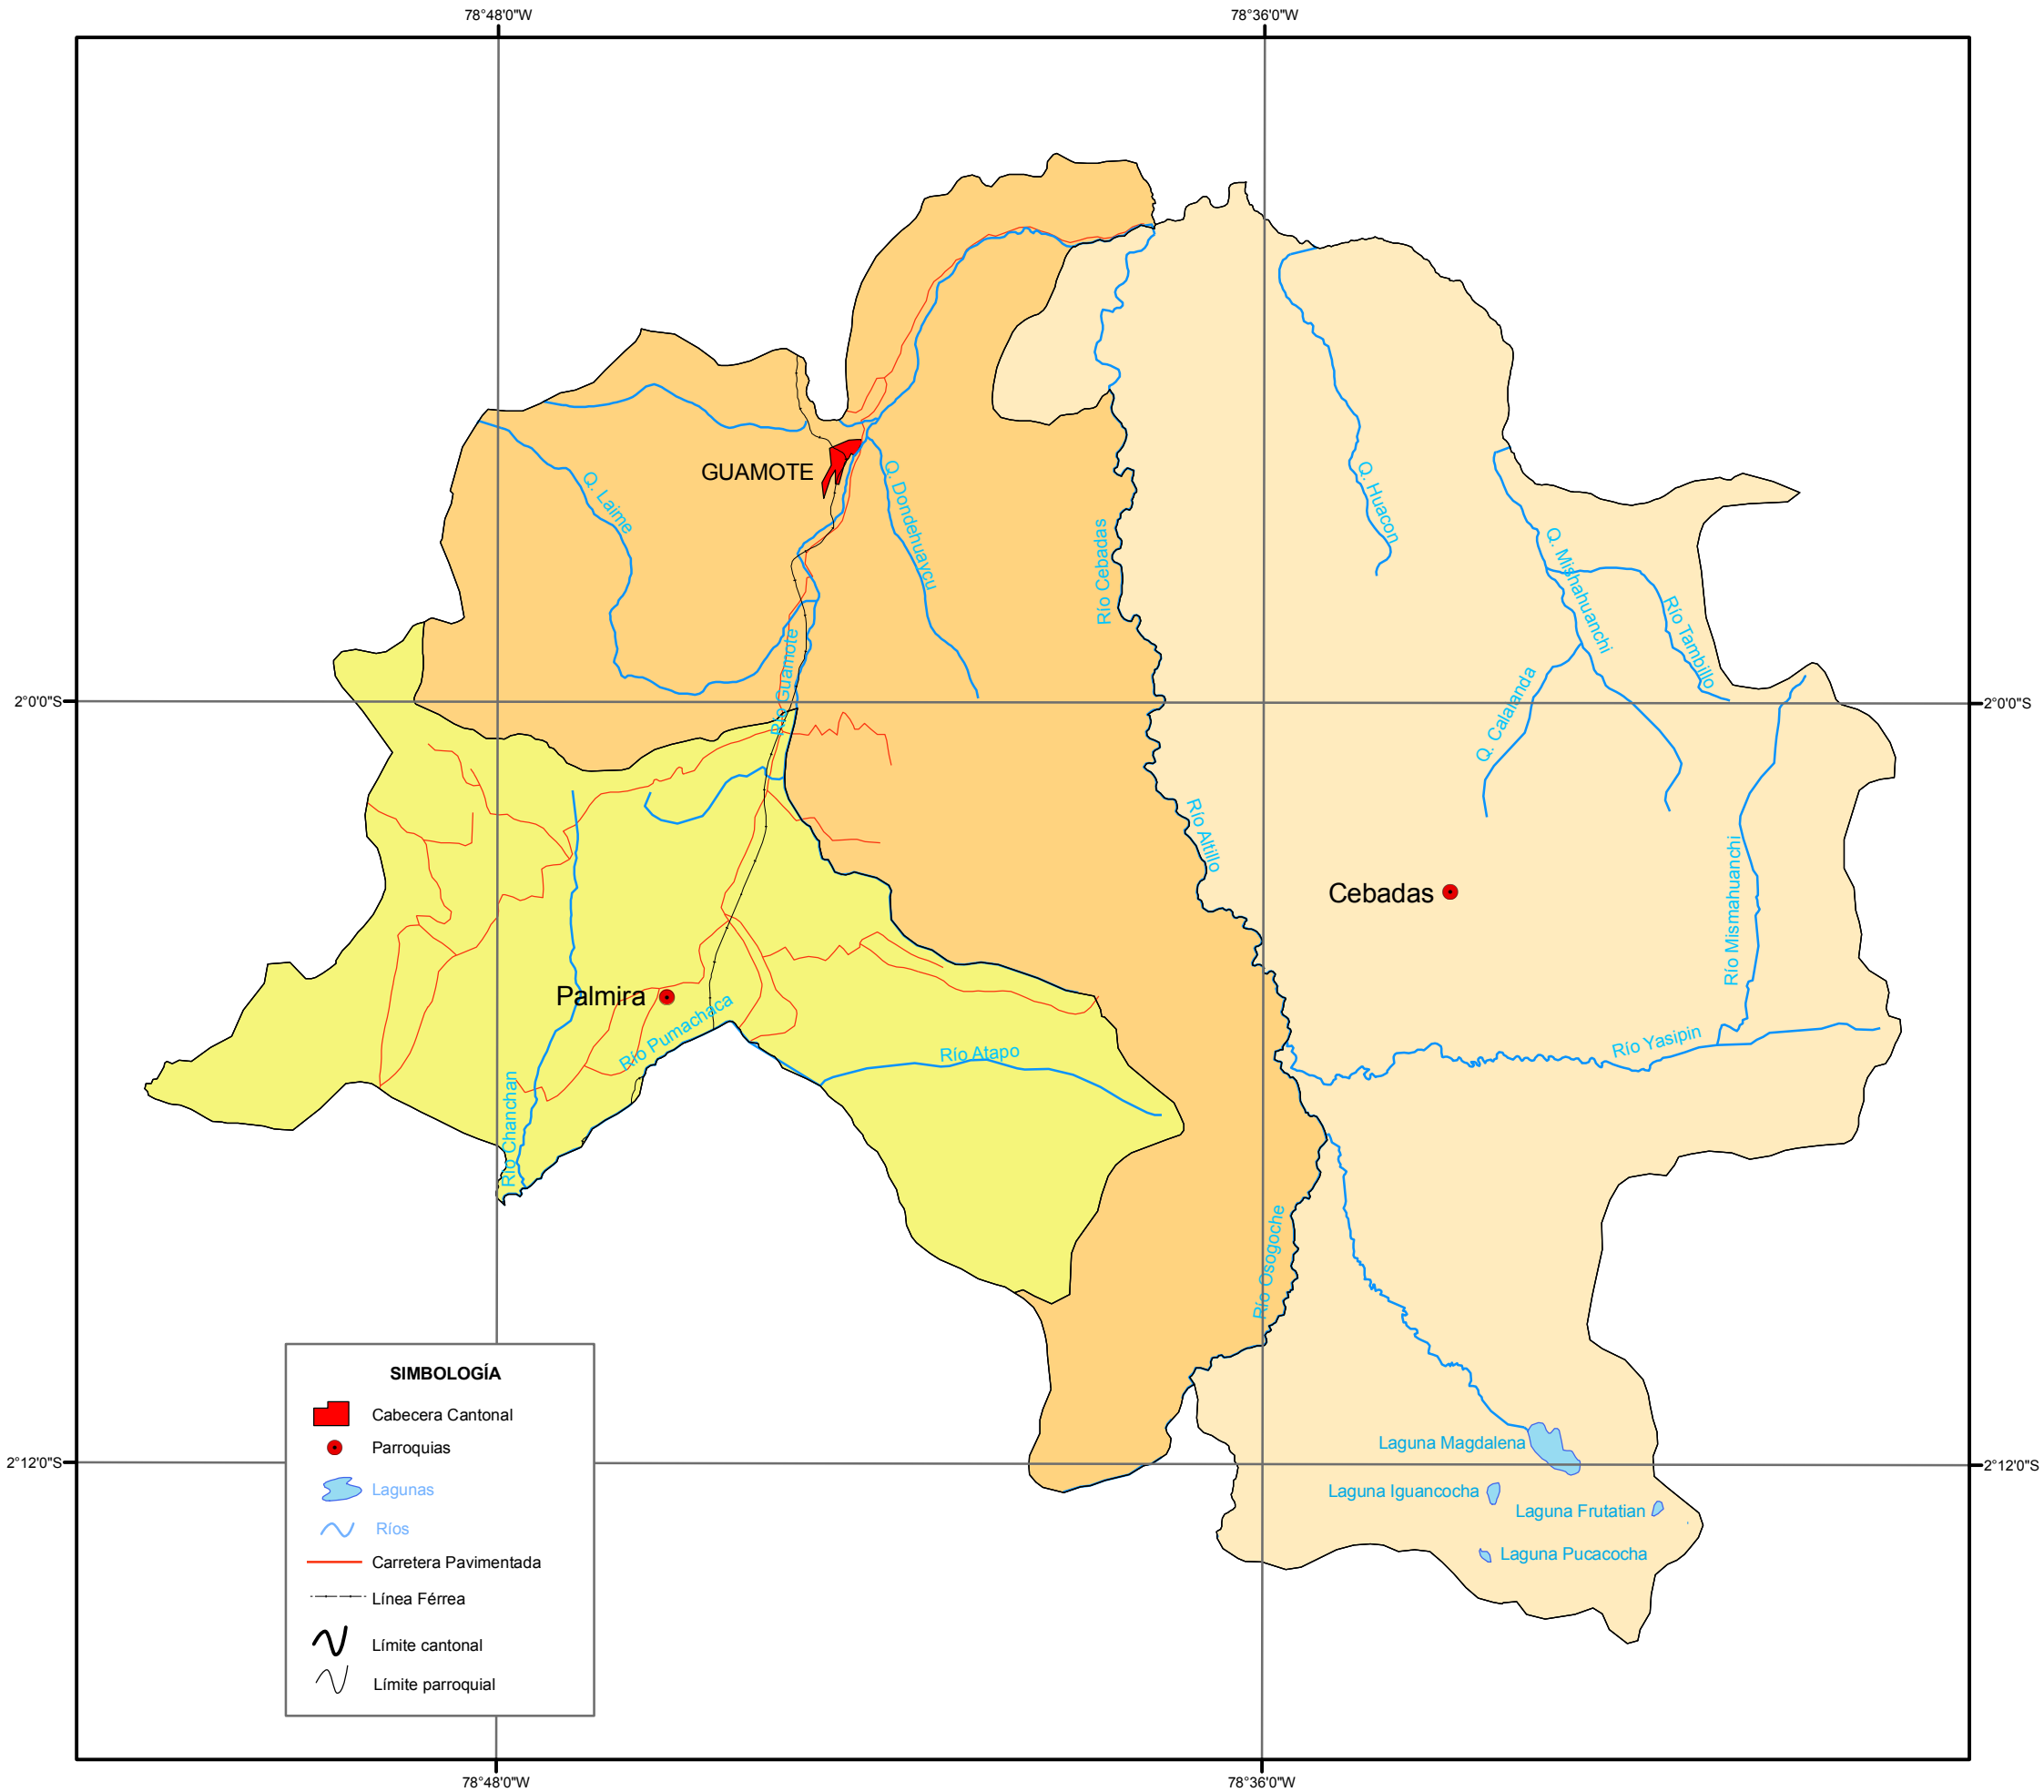 78°48'0"W
78°36'0"W
GUAMOTE
Q. Laime
Q. Dondehuaycu
Río Cebadas
Q. Huacon
Q. Mishahuanchi
Río Tambillo
Río Guamote
Q. Calalanda
2°0'0"S
2°0'0"S
Río Altillo
Cebadas
Río Mismahuanchi
Palmira
Río Pumachaca
Río Atapo
Río Yasipin
Río Chanchan
Río Osogoche
SIMBOLOGÍA
Cabecera Cantonal
Parroquias
Lagunas
Ríos
Carretera Pavimentada
Línea Férrea
Límite cantonal
Límite parroquial
Laguna Magdalena
2°12'0"S
2°12'0"S
Laguna Iguancocha
Laguna Frutatian
Laguna Pucacocha
78°48'0"W
78°36'0"W